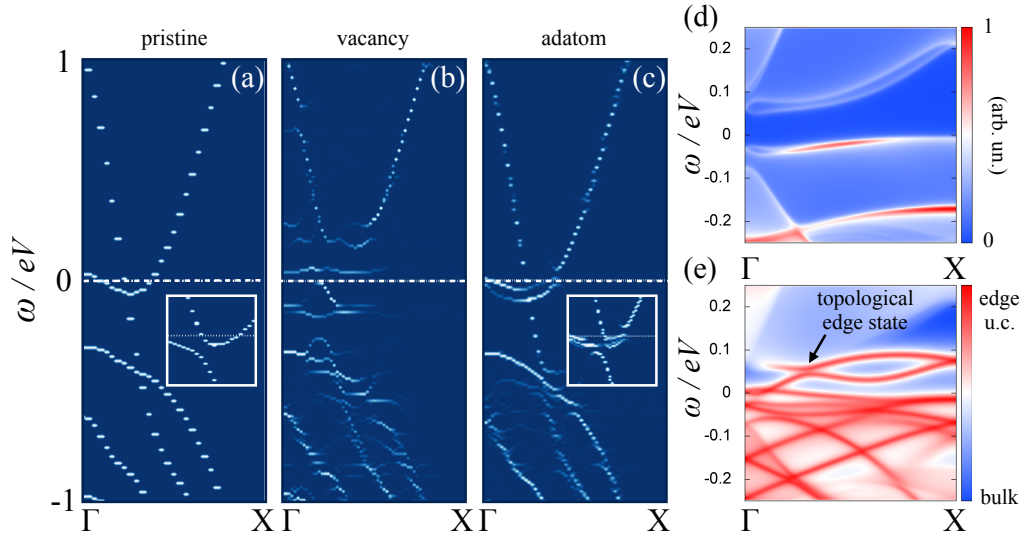 pristine
vacancy
adatom
(a)
(b)
(c)
1
0
-1
ω / eV
Γ
X
Γ
X
Γ
X
(d)
0.2
0.1
0
-0.1
-0.2
ω / eV
Γ
X
1
(arb. un.)
0
(e)
topological
edge state
0.2
0.1
0
-0.1
-0.2
ω / eV
Γ
X
edge
u.c.
bulk